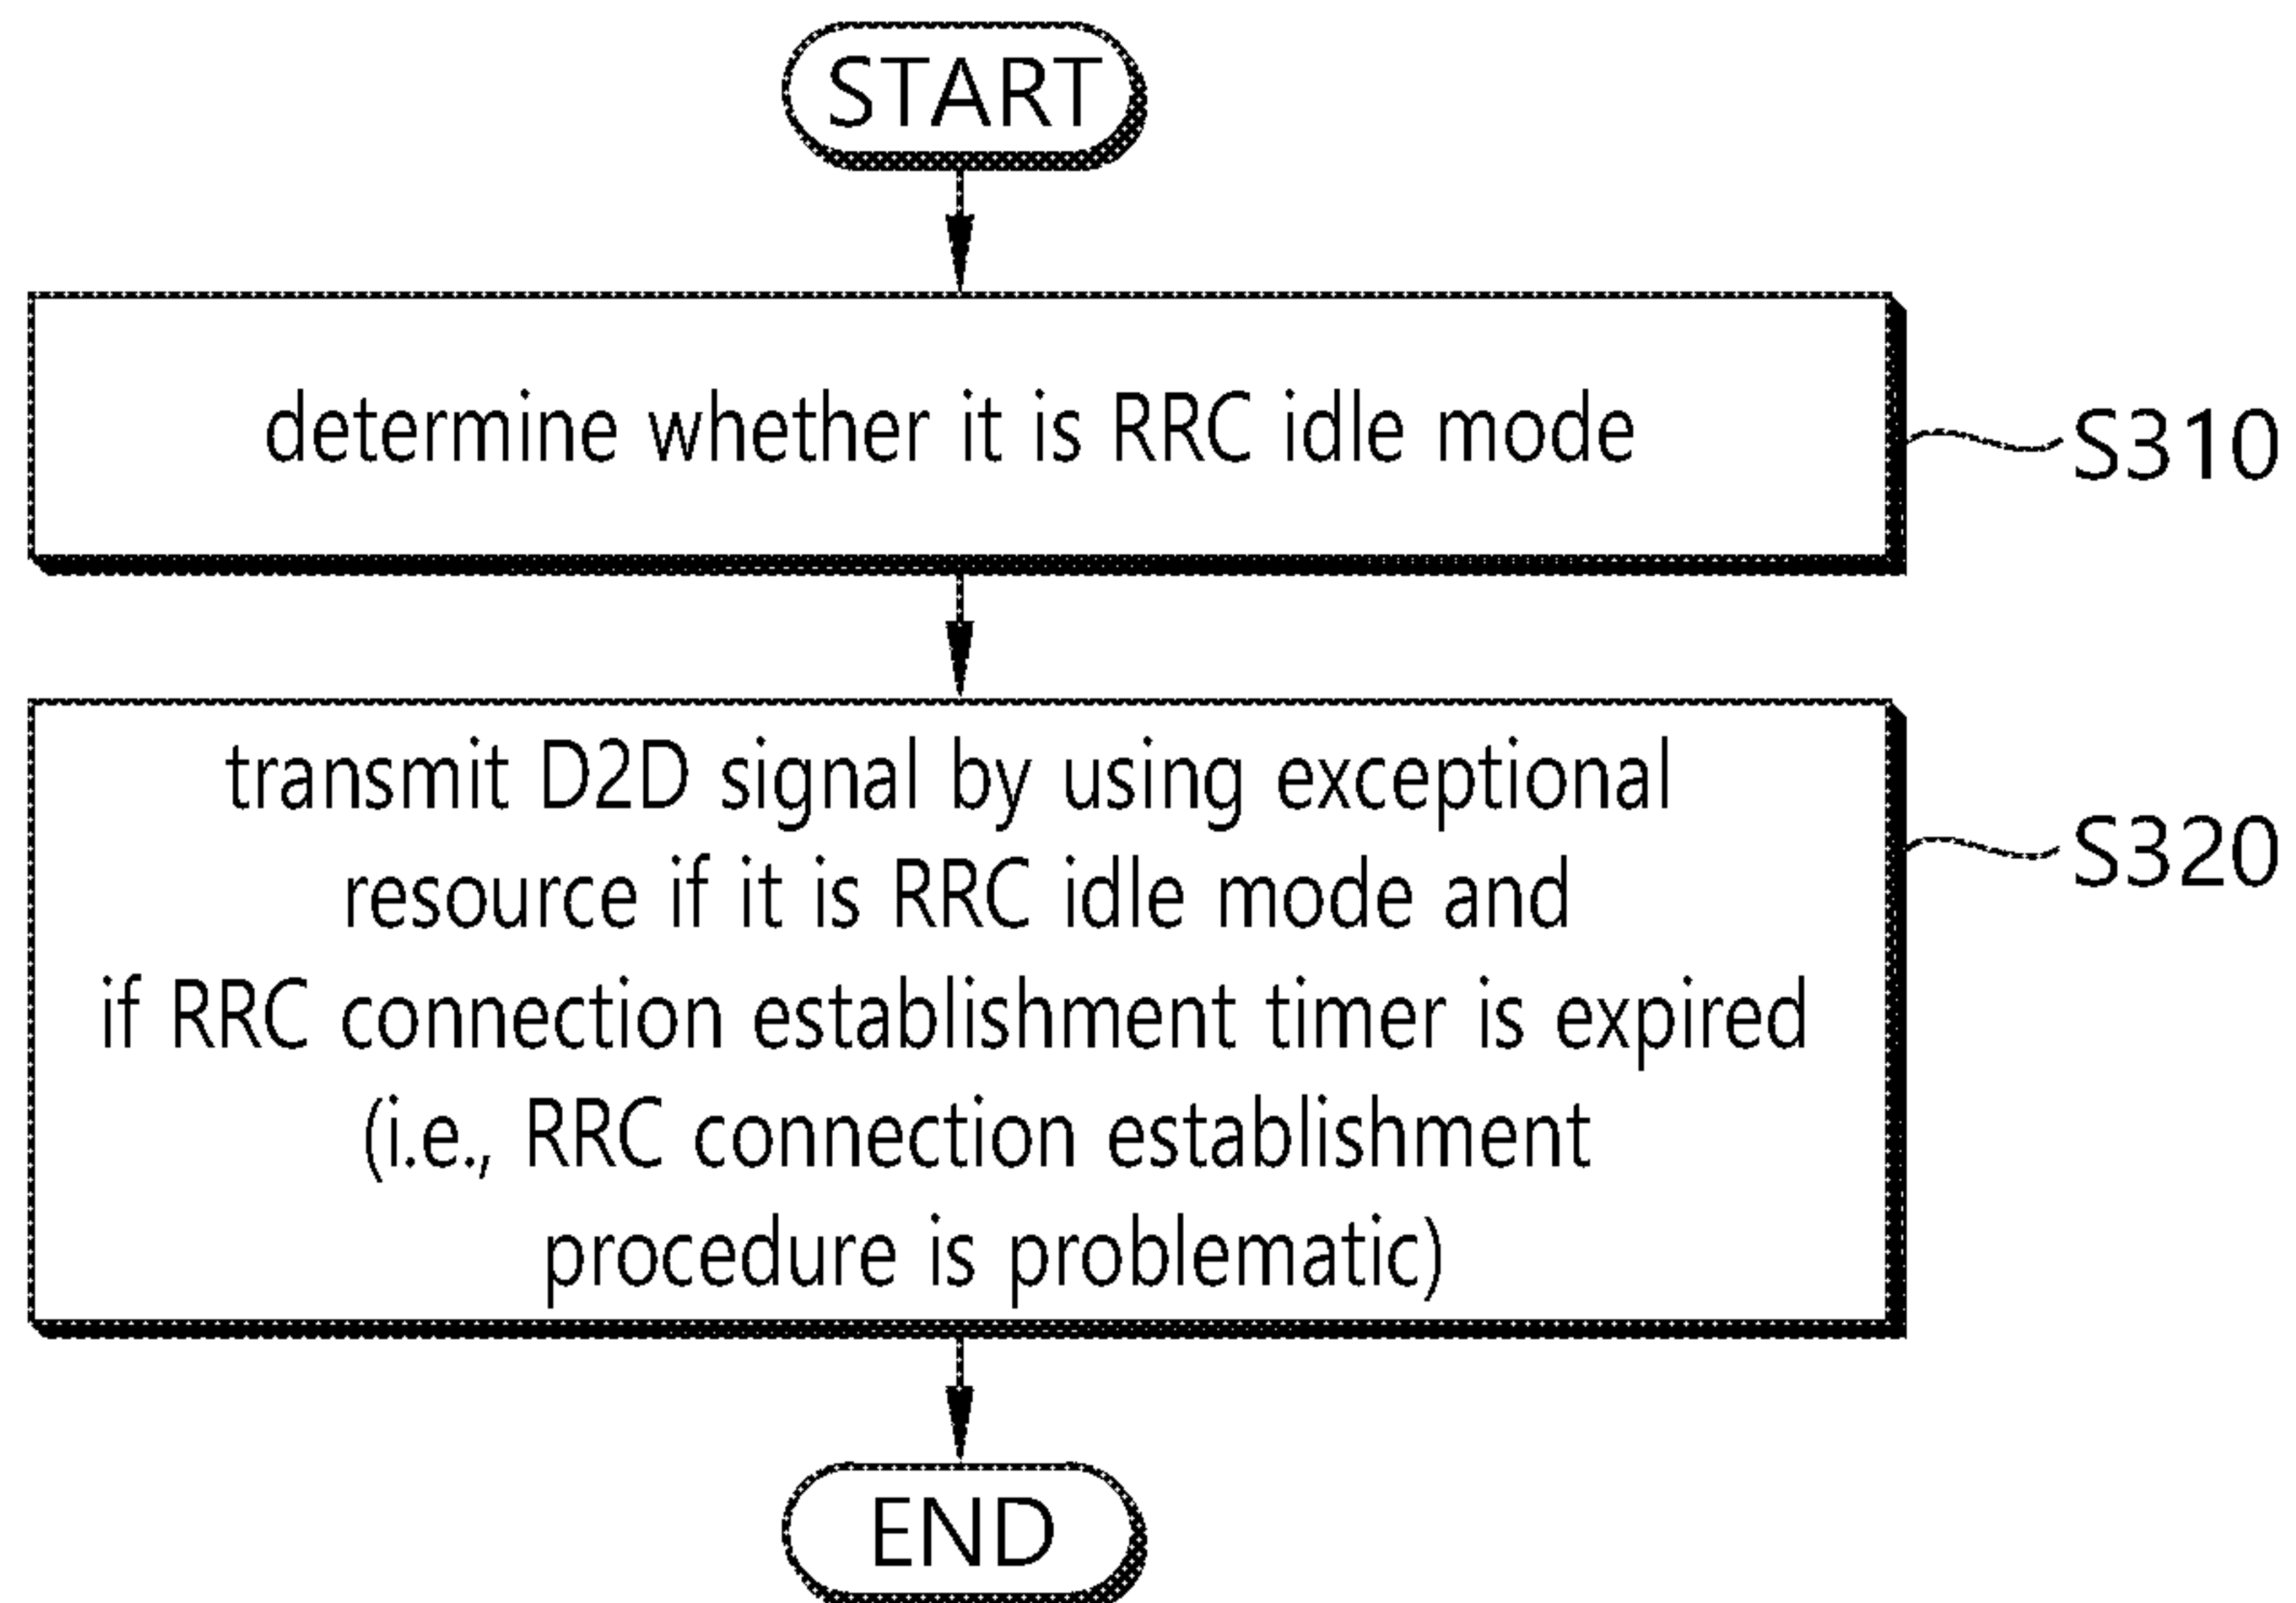 START
determine whether it is RRC idle mode
S310
transmit D2D signal by using exceptional
resource if it is RRC idle mode and
if RRC connection establishment timer is expired
(i.e., RRC connection establishment
procedure is problematic)
S320
END